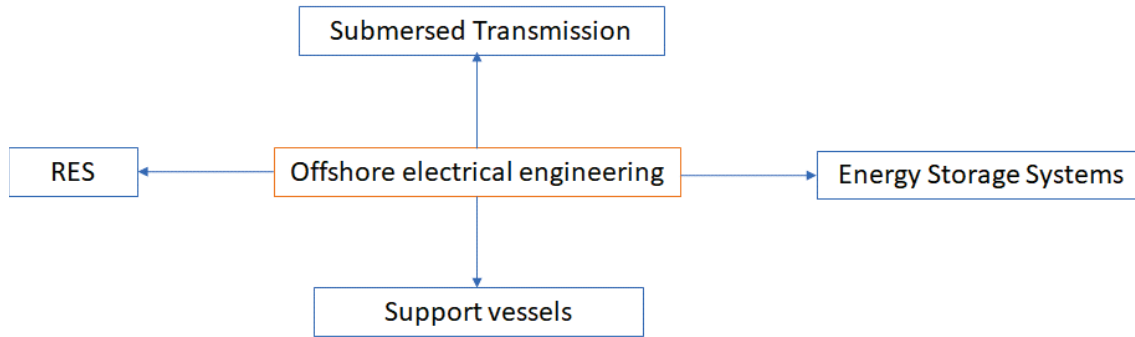 Submersed Transmission
RES
Offshore electrical engineering
Energy Storage Systems
Support vessels